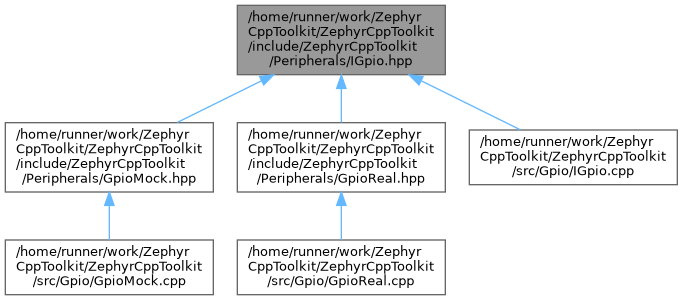 /home/runner/work/Zephyr
CppToolkit/ZephyrCppToolkit
/include/ZephyrCppToolkit
/Peripherals/IGpio.hpp
/home/runner/work/Zephyr
CppToolkit/ZephyrCppToolkit
/include/ZephyrCppToolkit
/Peripherals/GpioMock.hpp
/home/runner/work/Zephyr
CppToolkit/ZephyrCppToolkit
/include/ZephyrCppToolkit
/Peripherals/GpioReal.hpp
/home/runner/work/Zephyr
CppToolkit/ZephyrCppToolkit
/src/Gpio/IGpio.cpp
/home/runner/work/Zephyr
CppToolkit/ZephyrCppToolkit
/src/Gpio/GpioMock.cpp
/home/runner/work/Zephyr
CppToolkit/ZephyrCppToolkit
/src/Gpio/GpioReal.cpp